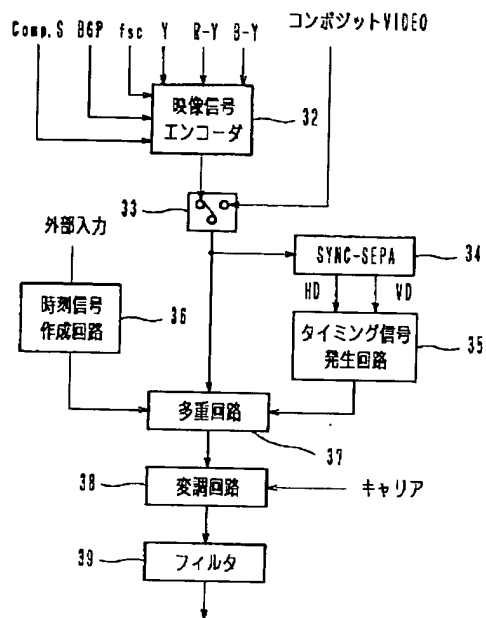 Comp.S BGP fsc Y R-Y B-Y
コンポジットVIDEO
映像信号
エンコーダ
32
33
外部入力
SYNC-SEPA
34
時刻信号
作成回路
36
HD
VD
タイミング信号
発生回路
35
多重回路
37
38
変調回路
キャリア
39
フィルタ